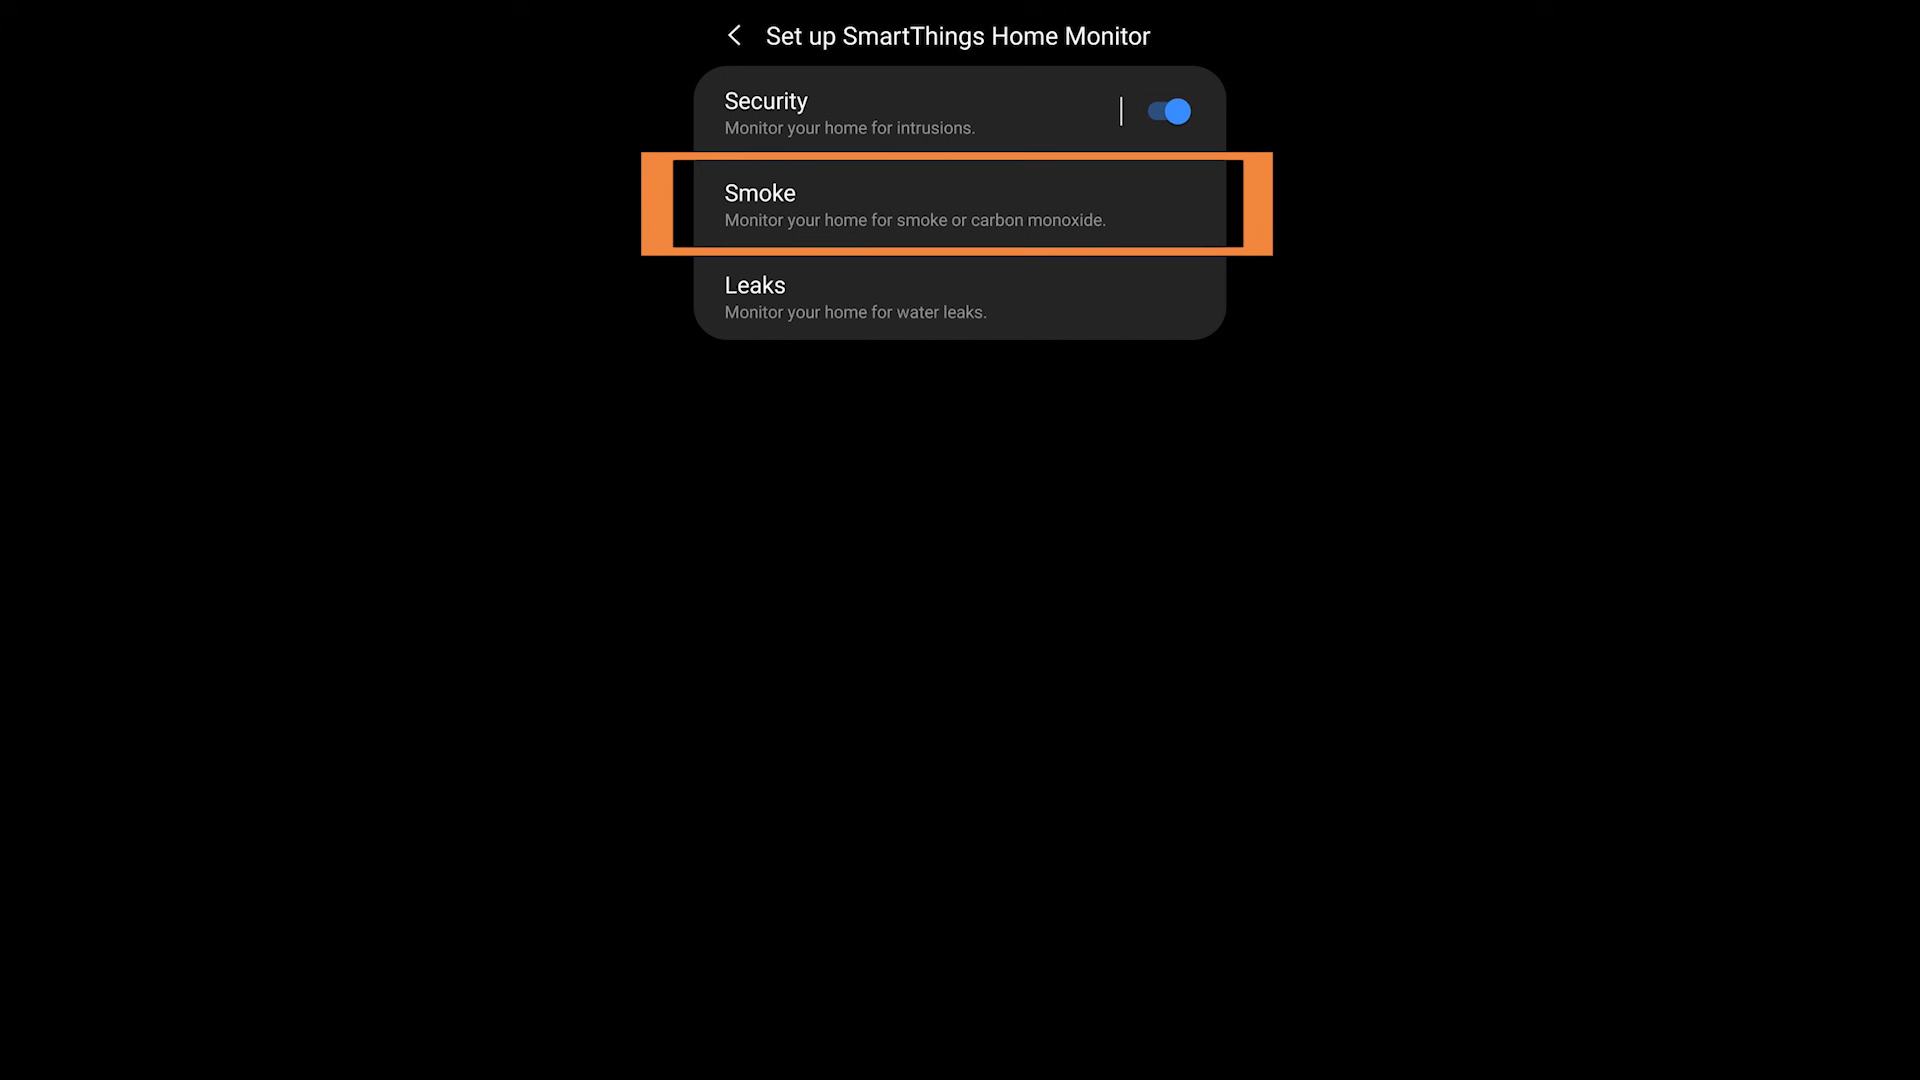 Set up SmartThings Home Monitor
Security
Monitor your home for intrusions.
Smoke
Monitor your home for smoke or carbon monoxide.
Leaks
Monitor your home for water leaks.